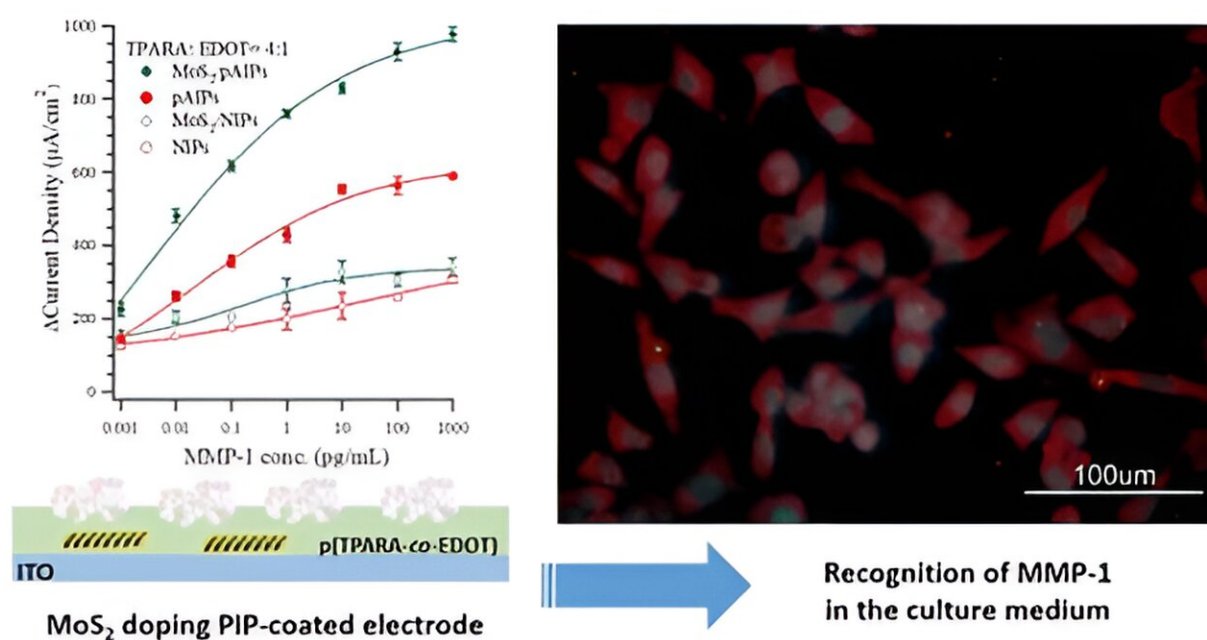 TPARA: EDOT= 4:1
MoS2 pAIPs
pAIPs
MoS2/NIPs
NIPs
ΔCurrent Density (μA/cm²)
1000
800
600
400
200
0
0.001 0.01 0.1 1 10 100 1000
MMP-1 conc. (pg/mL)
p(TPARA-co-EDOT)
ITO
MoS2 doping PIP-coated electrode
100um
Recognition of MMP-1
in the culture medium